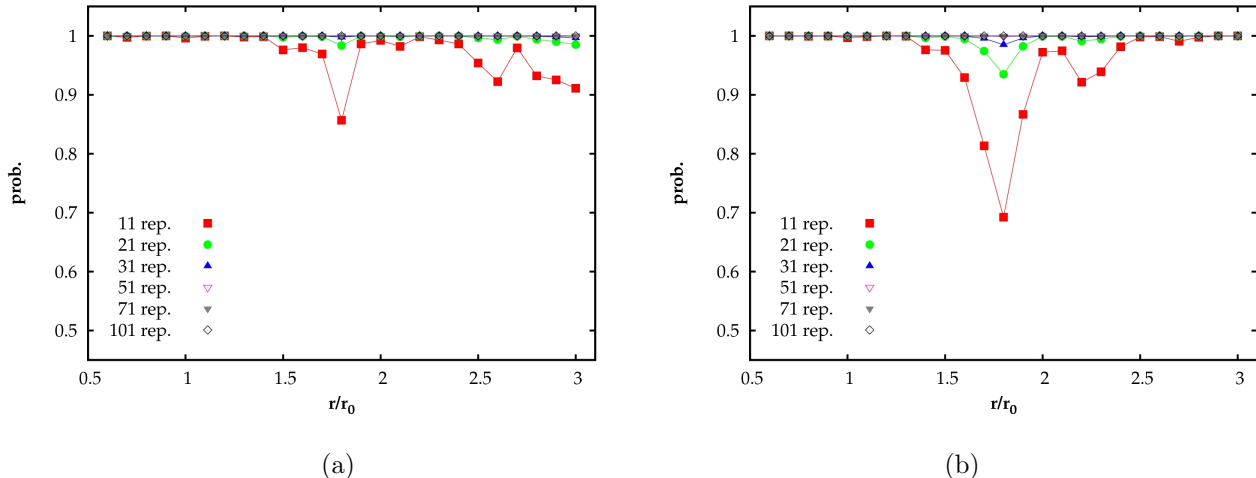 1
0.9
0.8
0.7
0.6
0.5
prob.
11 rep.
21 rep.
31 rep.
51 rep.
71 rep.
101 rep.
0.5 1 1.5 2 2.5 3
r/r0
(a)
1
0.9
0.8
0.7
0.6
0.5
prob.
11 rep.
21 rep.
31 rep.
51 rep.
71 rep.
101 rep.
0.5 1 1.5 2 2.5 3
r/r0
(b)